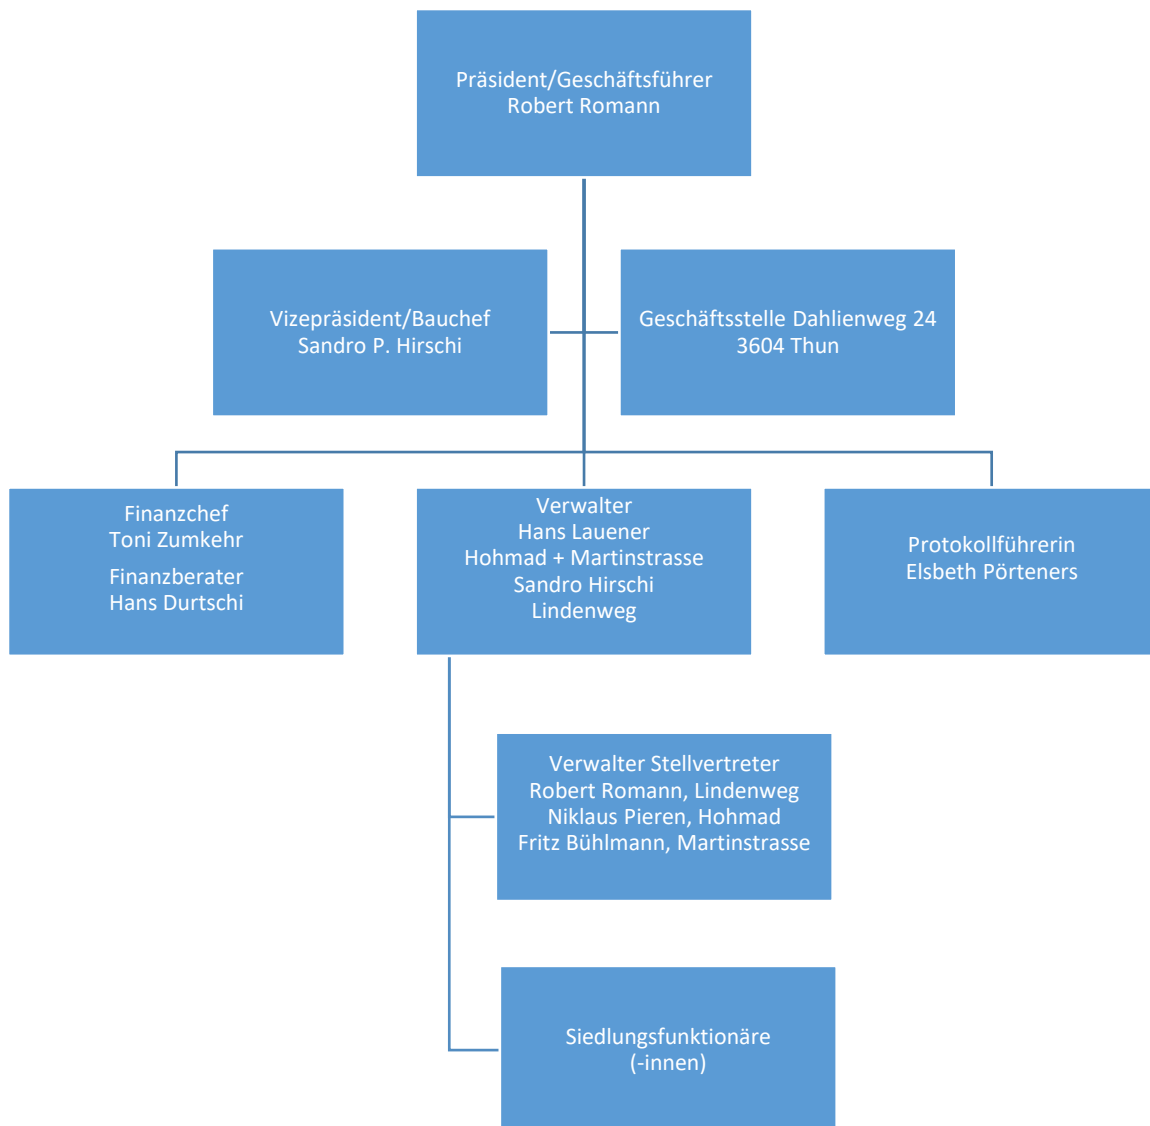 Präsident/Geschäftsführer
Robert Romann
Vizepräsident/Bauchef
Sandro P. Hirschi
Geschäftsstelle Dahlienweg 24
3604 Thun
Finanzchef
Toni Zumkehr
Finanzberater
Hans Durtschi
Verwalter
Hans Lauener
Hohmad + Martinstrasse
Sandro Hirschi
Lindenweg
Protokollführerin
Elsbeth Pörteners
Verwalter Stellvertreter
Robert Romann, Lindenweg
Niklaus Pieren, Hohmad
Fritz Bühlmann, Martinstrasse
Siedlungsfunktionäre
(-innen)